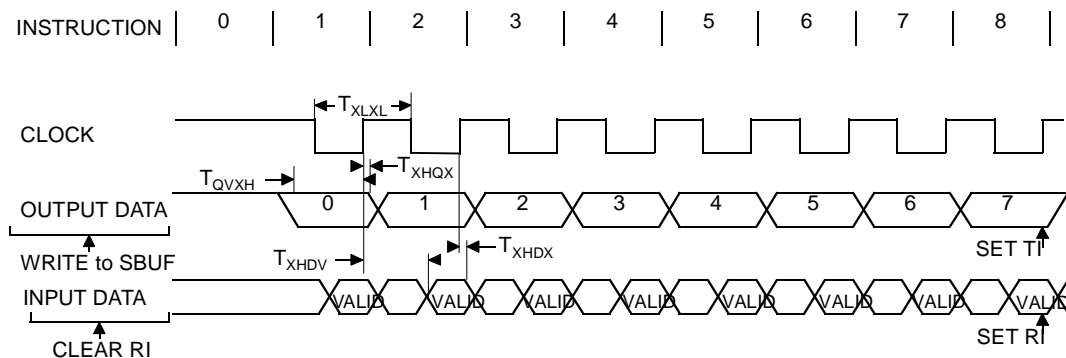 INSTRUCTION 0 1 2 3 4 5 6 7 8
T_XLXL
CLOCK
T_QVXH T_XHQX
OUTPUT DATA 0 1 2 3 4 5 6 7
WRITE to SBUF T_XHDV T_XHDX SET TI
INPUT DATA VALID VALID VALID VALID VALID VALID VALID VALID
CLEAR RI SET RI